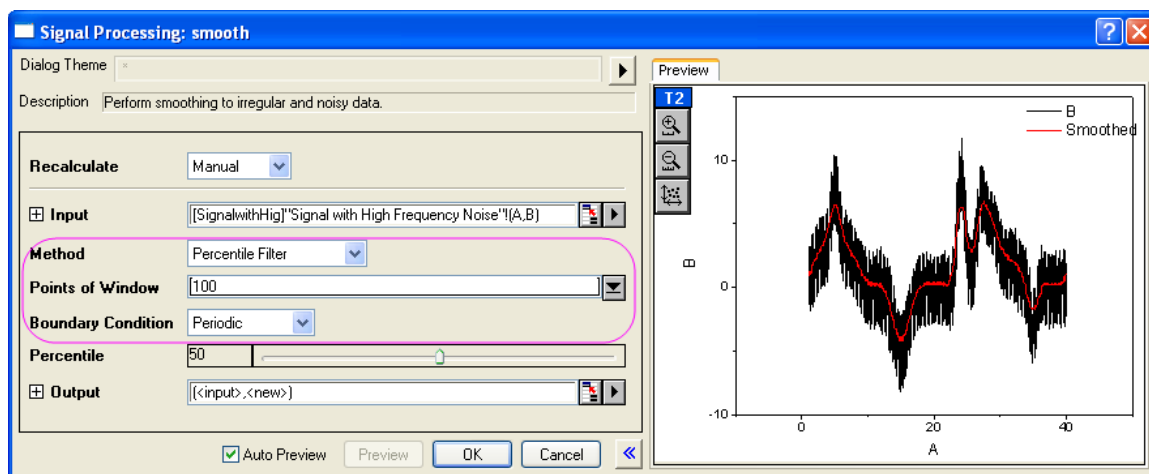 Signal Processing: smooth
Dialog Theme *
Description Perform smoothing to irregular and noisy data.
Recalculate Manual
Input [SignalwithHig]"Signal with High Frequency Noise"!(A,B)
Method Percentile Filter
Points of Window 100
Boundary Condition Periodic
Percentile 50
Output (<input>,<new>)
Auto Preview Preview OK Cancel
Preview
T2
B
Smoothed
10
0
-10
B
0 20 40
A